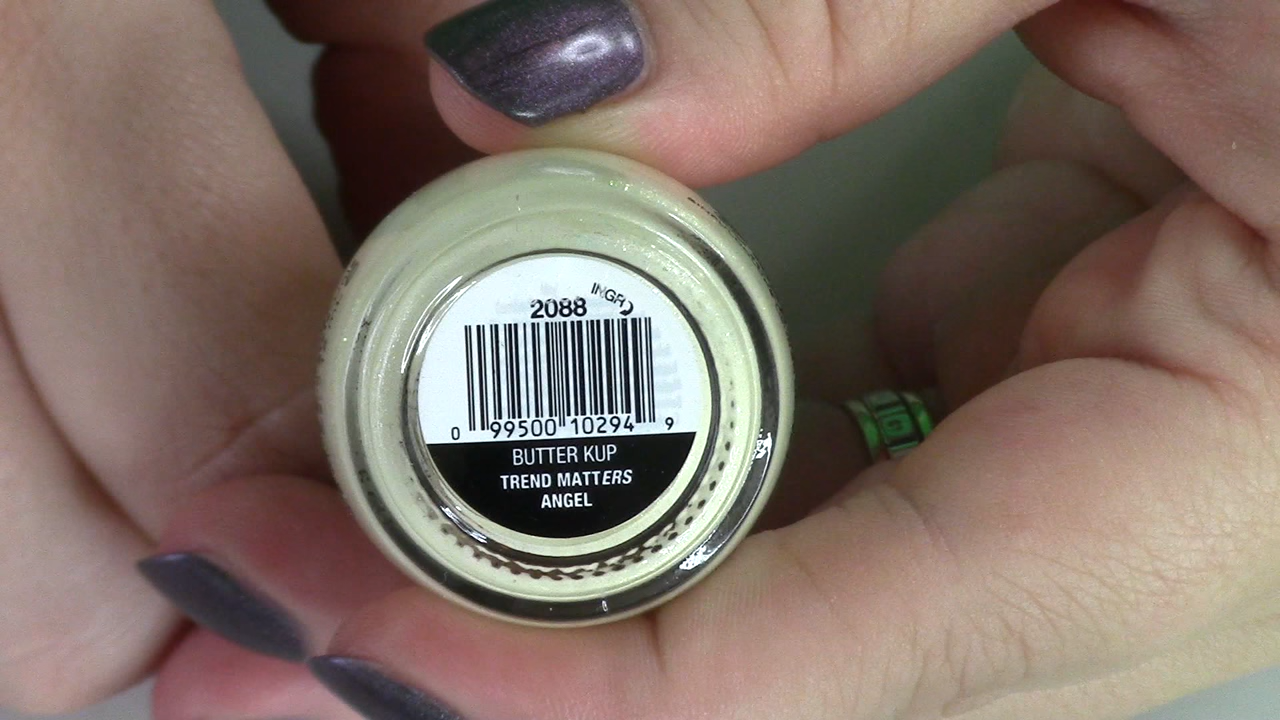 INGR
2088
0 99500 10294 9
BUTTER KUP
TREND MATTERS
ANGEL